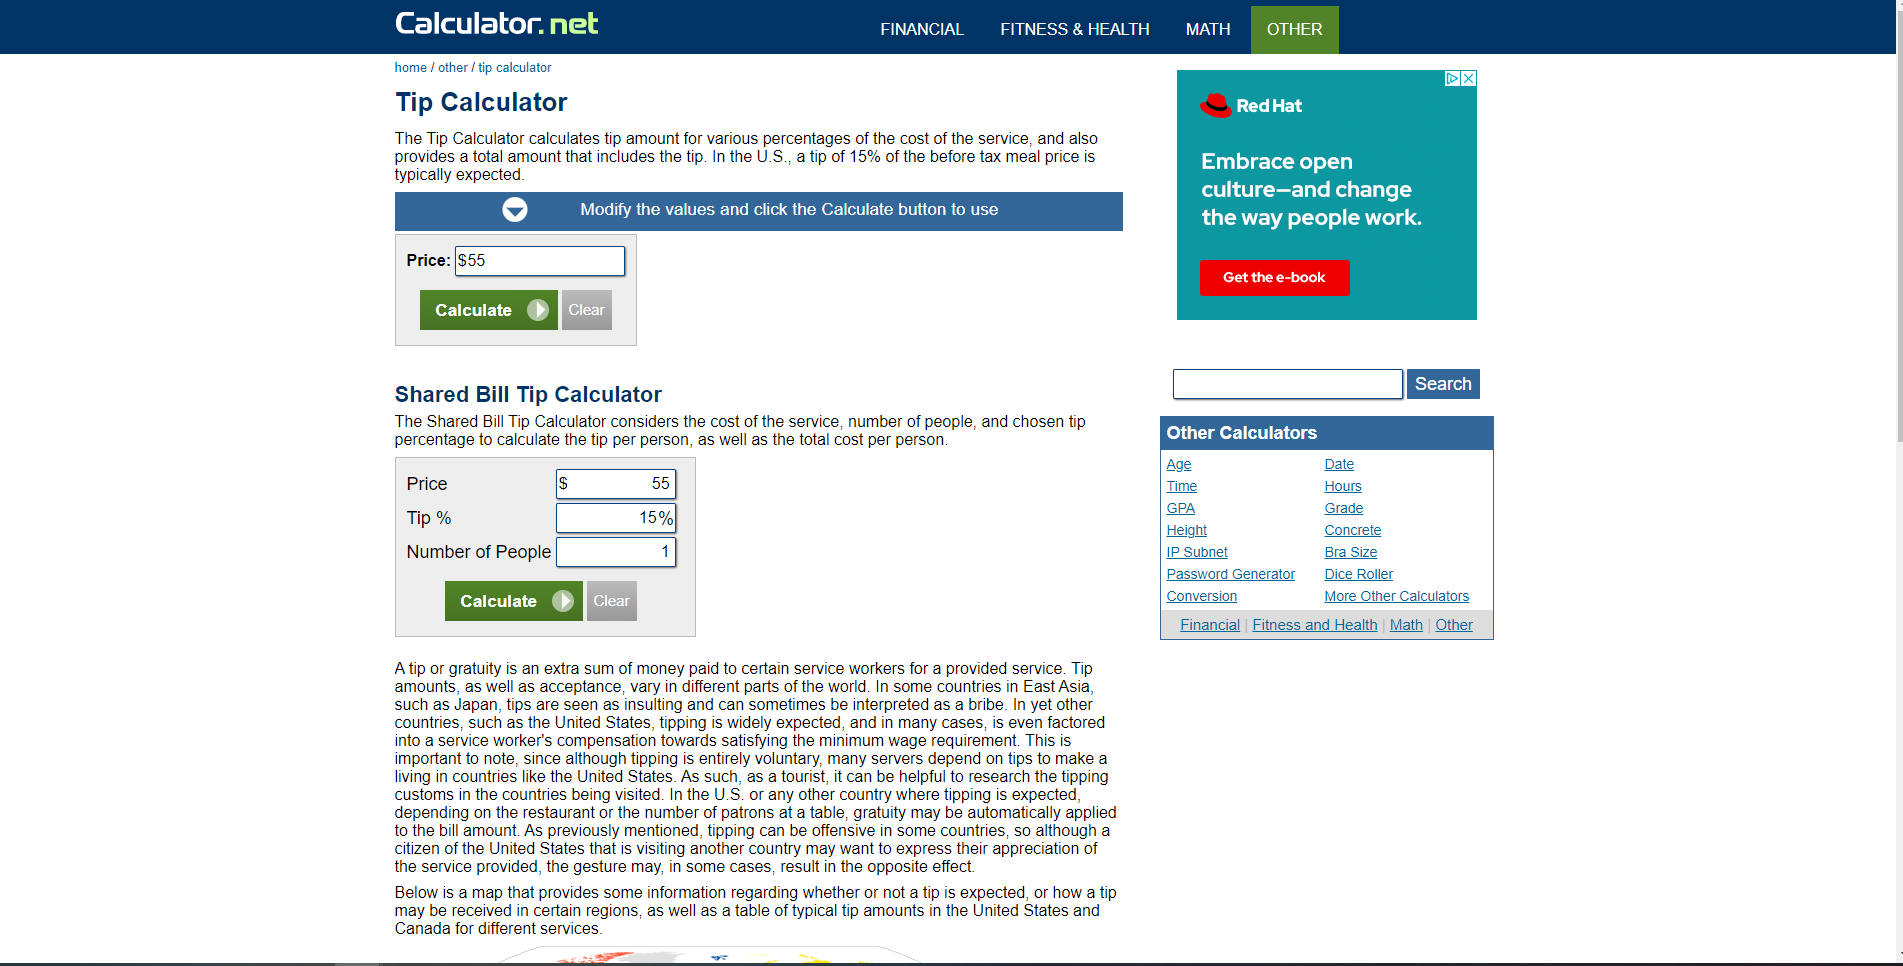 Calculator.net
FINANCIAL FITNESS & HEALTH MATH OTHER
home / other / tip calculator
Tip Calculator
The Tip Calculator calculates tip amount for various percentages of the cost of the service, and also
provides a total amount that includes the tip. In the U.S., a tip of 15% of the before tax meal price is
typically expected.
Modify the values and click the Calculate button to use
Price: $55
Calculate Clear
Shared Bill Tip Calculator
The Shared Bill Tip Calculator considers the cost of the service, number of people, and chosen tip
percentage to calculate the tip per person, as well as the total cost per person.
Price $ 55
Tip % 15%
Number of People 1
Calculate Clear
A tip or gratuity is an extra sum of money paid to certain service workers for a provided service. Tip
amounts, as well as acceptance, vary in different parts of the world. In some countries in East Asia,
such as Japan, tips are seen as insulting and can sometimes be interpreted as a bribe. In yet other
countries, such as the United States, tipping is widely expected, and in many cases, is even factored
into a service worker's compensation towards satisfying the minimum wage requirement. This is
important to note, since although tipping is entirely voluntary, many servers depend on tips to make a
living in countries like the United States. As such, as a tourist, it can be helpful to research the tipping
customs in the countries being visited. In the U.S. or any other country where tipping is expected,
depending on the restaurant or the number of patrons at a table, gratuity may be automatically applied
to the bill amount. As previously mentioned, tipping can be offensive in some countries, so although a
citizen of the United States that is visiting another country may want to express their appreciation of
the service provided, the gesture may, in some cases, result in the opposite effect.
Below is a map that provides some information regarding whether or not a tip is expected, or how a tip
may be received in certain regions, as well as a table of typical tip amounts in the United States and
Canada for different services.
Red Hat
Embrace open
culture—and change
the way people work.
Get the e-book
Search
Other Calculators
Age Date
Time Hours
GPA Grade
Height Concrete
IP Subnet Bra Size
Password Generator Dice Roller
Conversion More Other Calculators
Financial | Fitness and Health | Math | Other